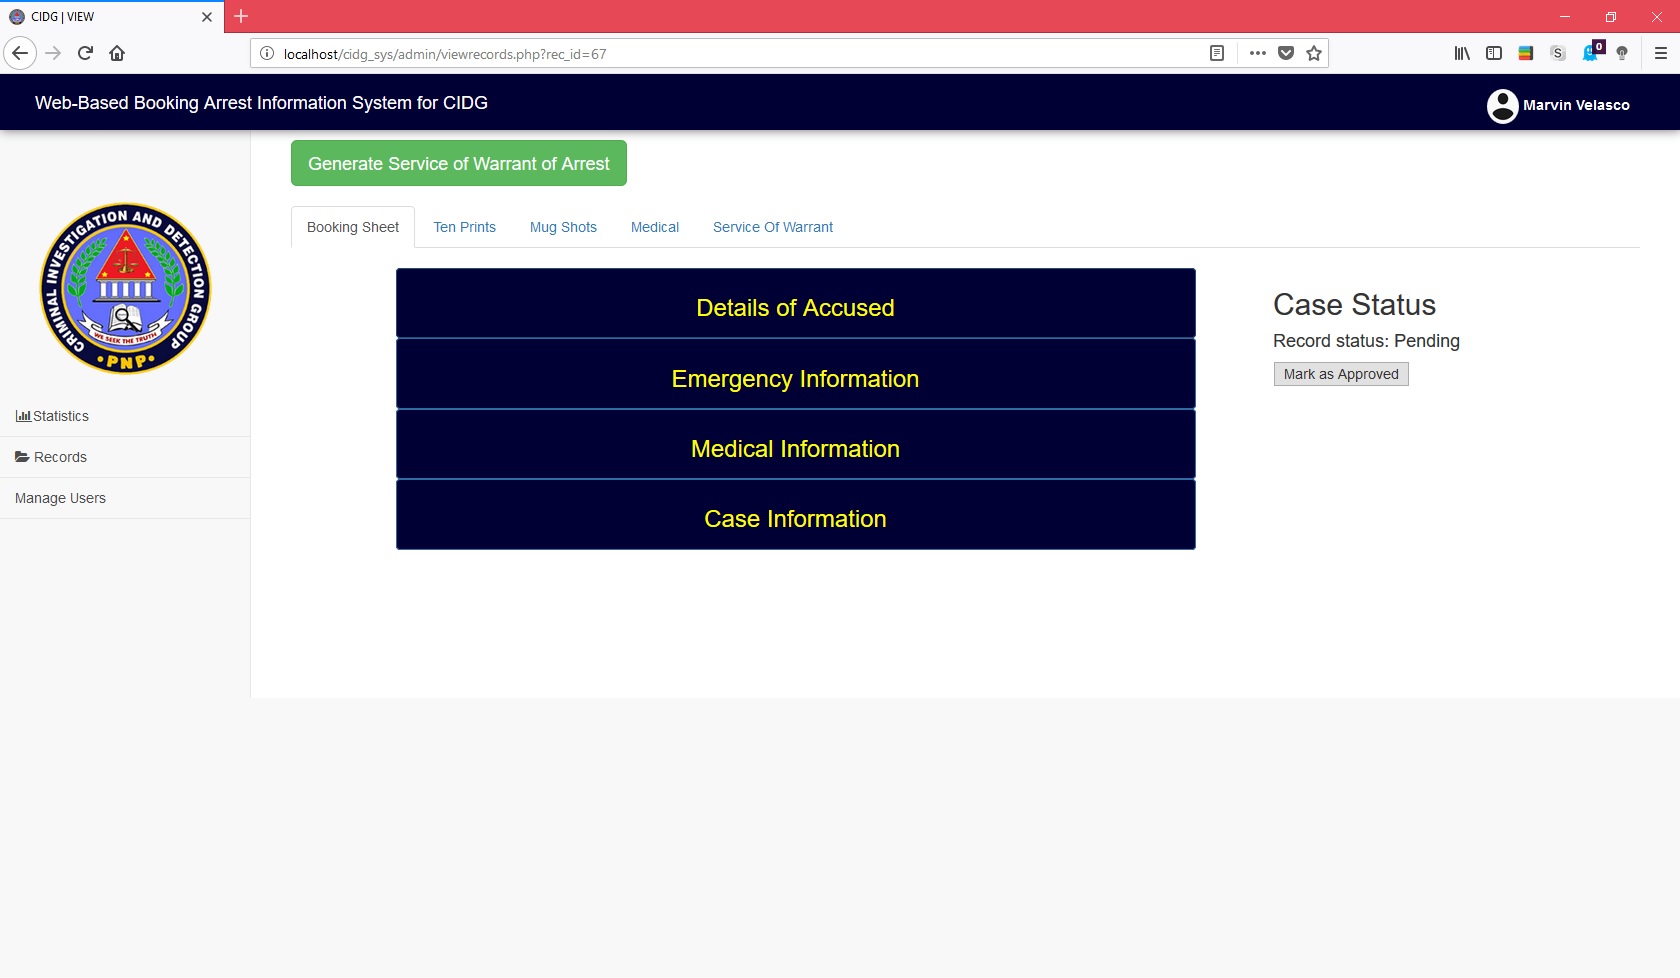 CIDG | VIEW
localhost/cidg_sys/admin/viewrecords.php?rec_id=67
S
0
Web-Based Booking Arrest Information System for CIDG
Marvin Velasco
Generate Service of Warrant of Arrest
Booking Sheet
Ten Prints
Mug Shots
Medical
Service Of Warrant
CRIMINAL INVESTIGATION AND DETECTION GROUP
WE SEEK THE TRUTH
PNP
Statistics
Records
Manage Users
Details of Accused
Emergency Information
Medical Information
Case Information
Case Status
Record status: Pending
Mark as Approved